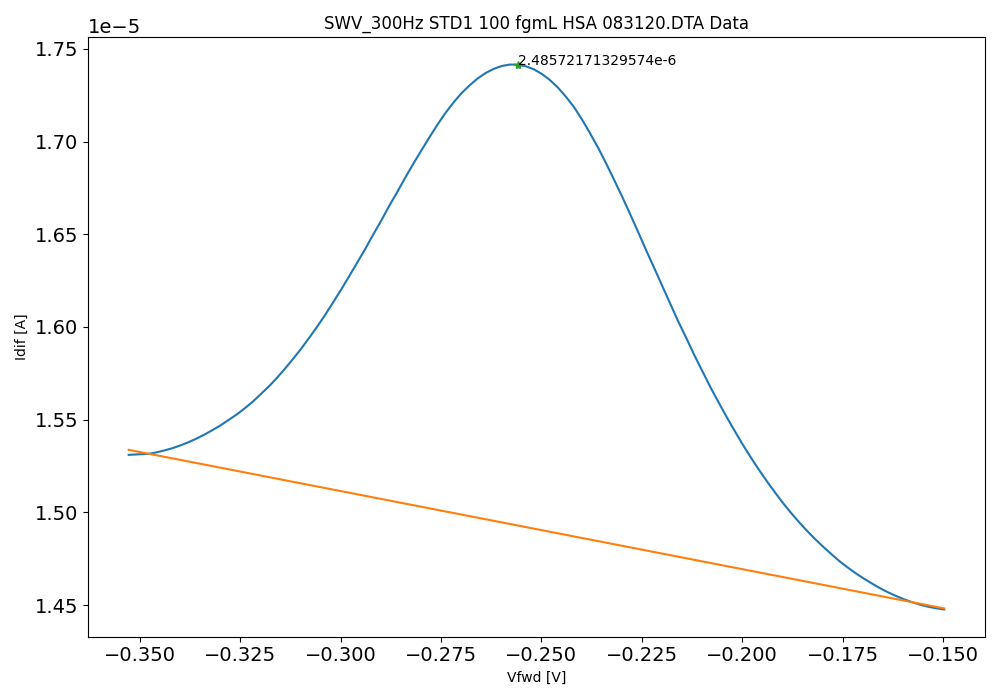 SWV_300Hz STD1 100 fgmL HSA 083120.DTA Data
1e−5
2.48572171329574e-6
1.75
1.70
1.65
1.60
1.55
1.50
1.45
Idif [A]
−0.350 −0.325 −0.300 −0.275 −0.250 −0.225 −0.200 −0.175 −0.150
Vfwd [V]